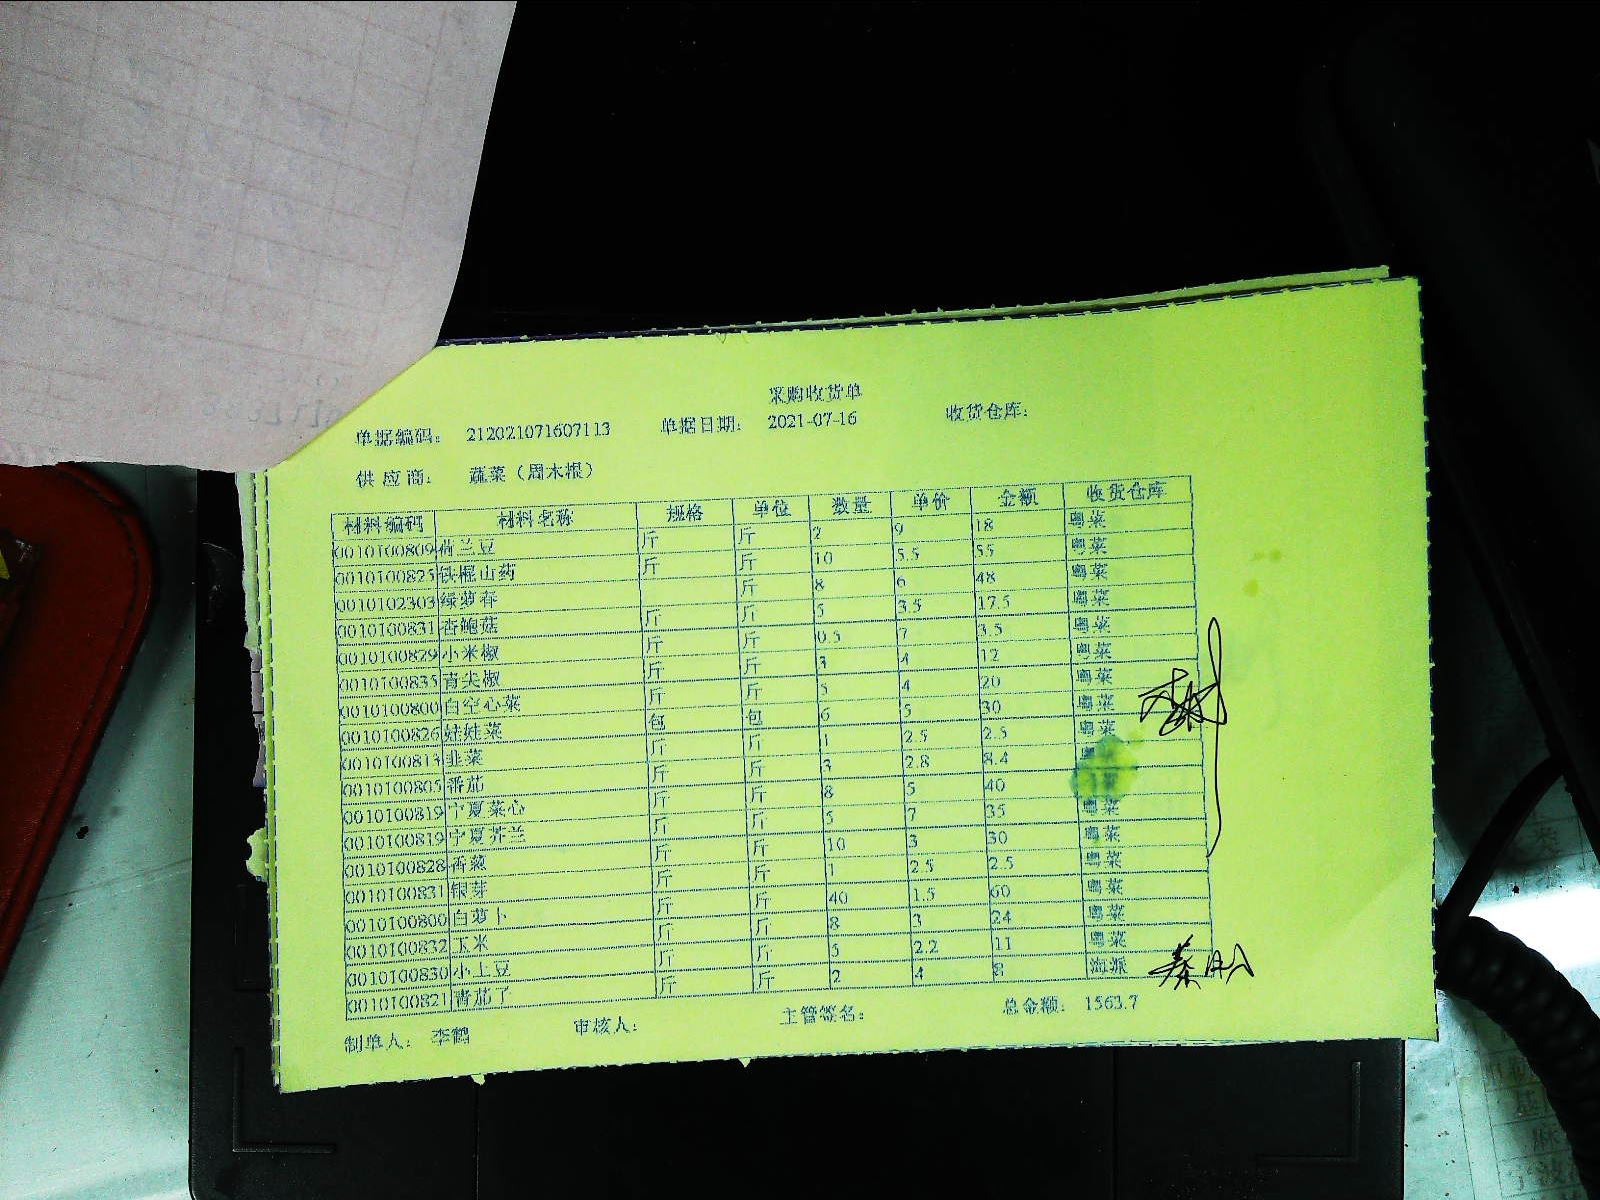 采购收货单
单据编码: 212021071607113 单据日期: 2021-07-16 收货仓库:
供应商: 蔬菜（周木根）
材料编码 材料名称 规格 单位 数量 单价 金额 收货仓库
0010100809 荷兰豆 斤 斤 2 9 18 粤菜
0010100825 铁棍山药 斤 斤 10 5.5 55 粤菜
0010102303 绿萝春 斤 8 6 48 粤菜
0010100831 杏鲍菇 斤 斤 5 3.5 17.5 粤菜
0010100829 小米椒 斤 斤 0.5 7 3.5 粤菜
0010100835 青尖椒 斤 斤 3 4 12 粤菜
0010100800 白空心菜 斤 斤 5 4 20 粤菜
0010100826 娃娃菜 包 包 6 5 30 粤菜
0010100813 韭菜 斤 斤 1 2.5 2.5 粤菜
0010100805 番茄 斤 斤 3 2.8 8.4
0010100819 宁夏菜心 斤 斤 8 5 40
0010100819 宁夏芥兰 斤 斤 5 7 35 粤菜
0010100828 香葱 斤 斤 10 3 30 粤菜
0010100831 银芽 斤 斤 1 2.5 2.5 粤菜
0010100800 白萝卜 斤 斤 40 1.5 60 粤菜
0010100832 玉米 斤 斤 8 3 24 粤菜
0010100830 小土豆 斤 斤 5 2.2 11 粤菜
0010100821 青茄子 斤 斤 2 4 8 海派
制单人: 李鹤 审核人: 主管签名: 总金额: 1563.7